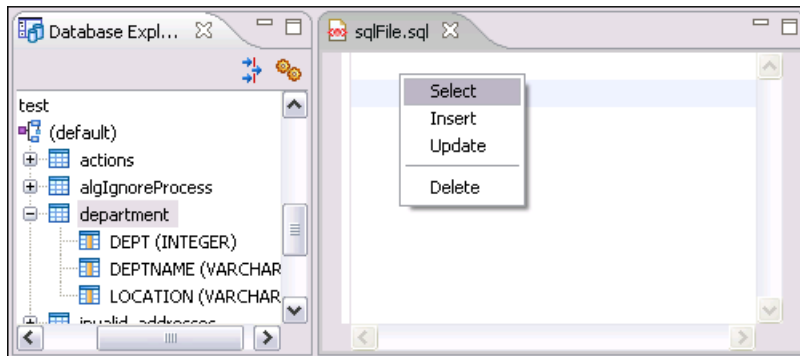 Database Expl...
sqlFile.sql
test
(default)
actions
algIgnoreProcess
department
DEPT (INTEGER)
DEPTNAME (VARCHAR
LOCATION (VARCHAR
invalid_addresses
Select
Insert
Update
Delete